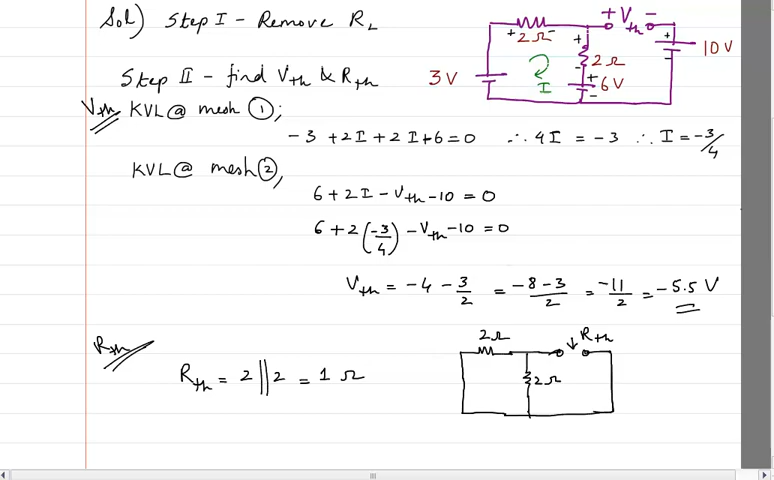 Sol) Step I - Remove RL
+ Vth -
+ 2Ω -
+
2Ω
-
+
-
10 V
3 V
I
+
6V
-
Step II - find Vth & Rth
Vth KVL @ mesh ①;
-3 + 2I + 2I + 6 = 0 ∴ 4I = -3 ∴ I = -3/4
KVL @ mesh ②,
6 + 2I - Vth - 10 = 0
6 + 2(-3/4) - Vth - 10 = 0
Vth = -4 - 3/2 = -8-3/2 = -11/2 = -5.5 V
Rth
Rth = 2 || 2 = 1 Ω
2Ω
↓ Rth
2Ω